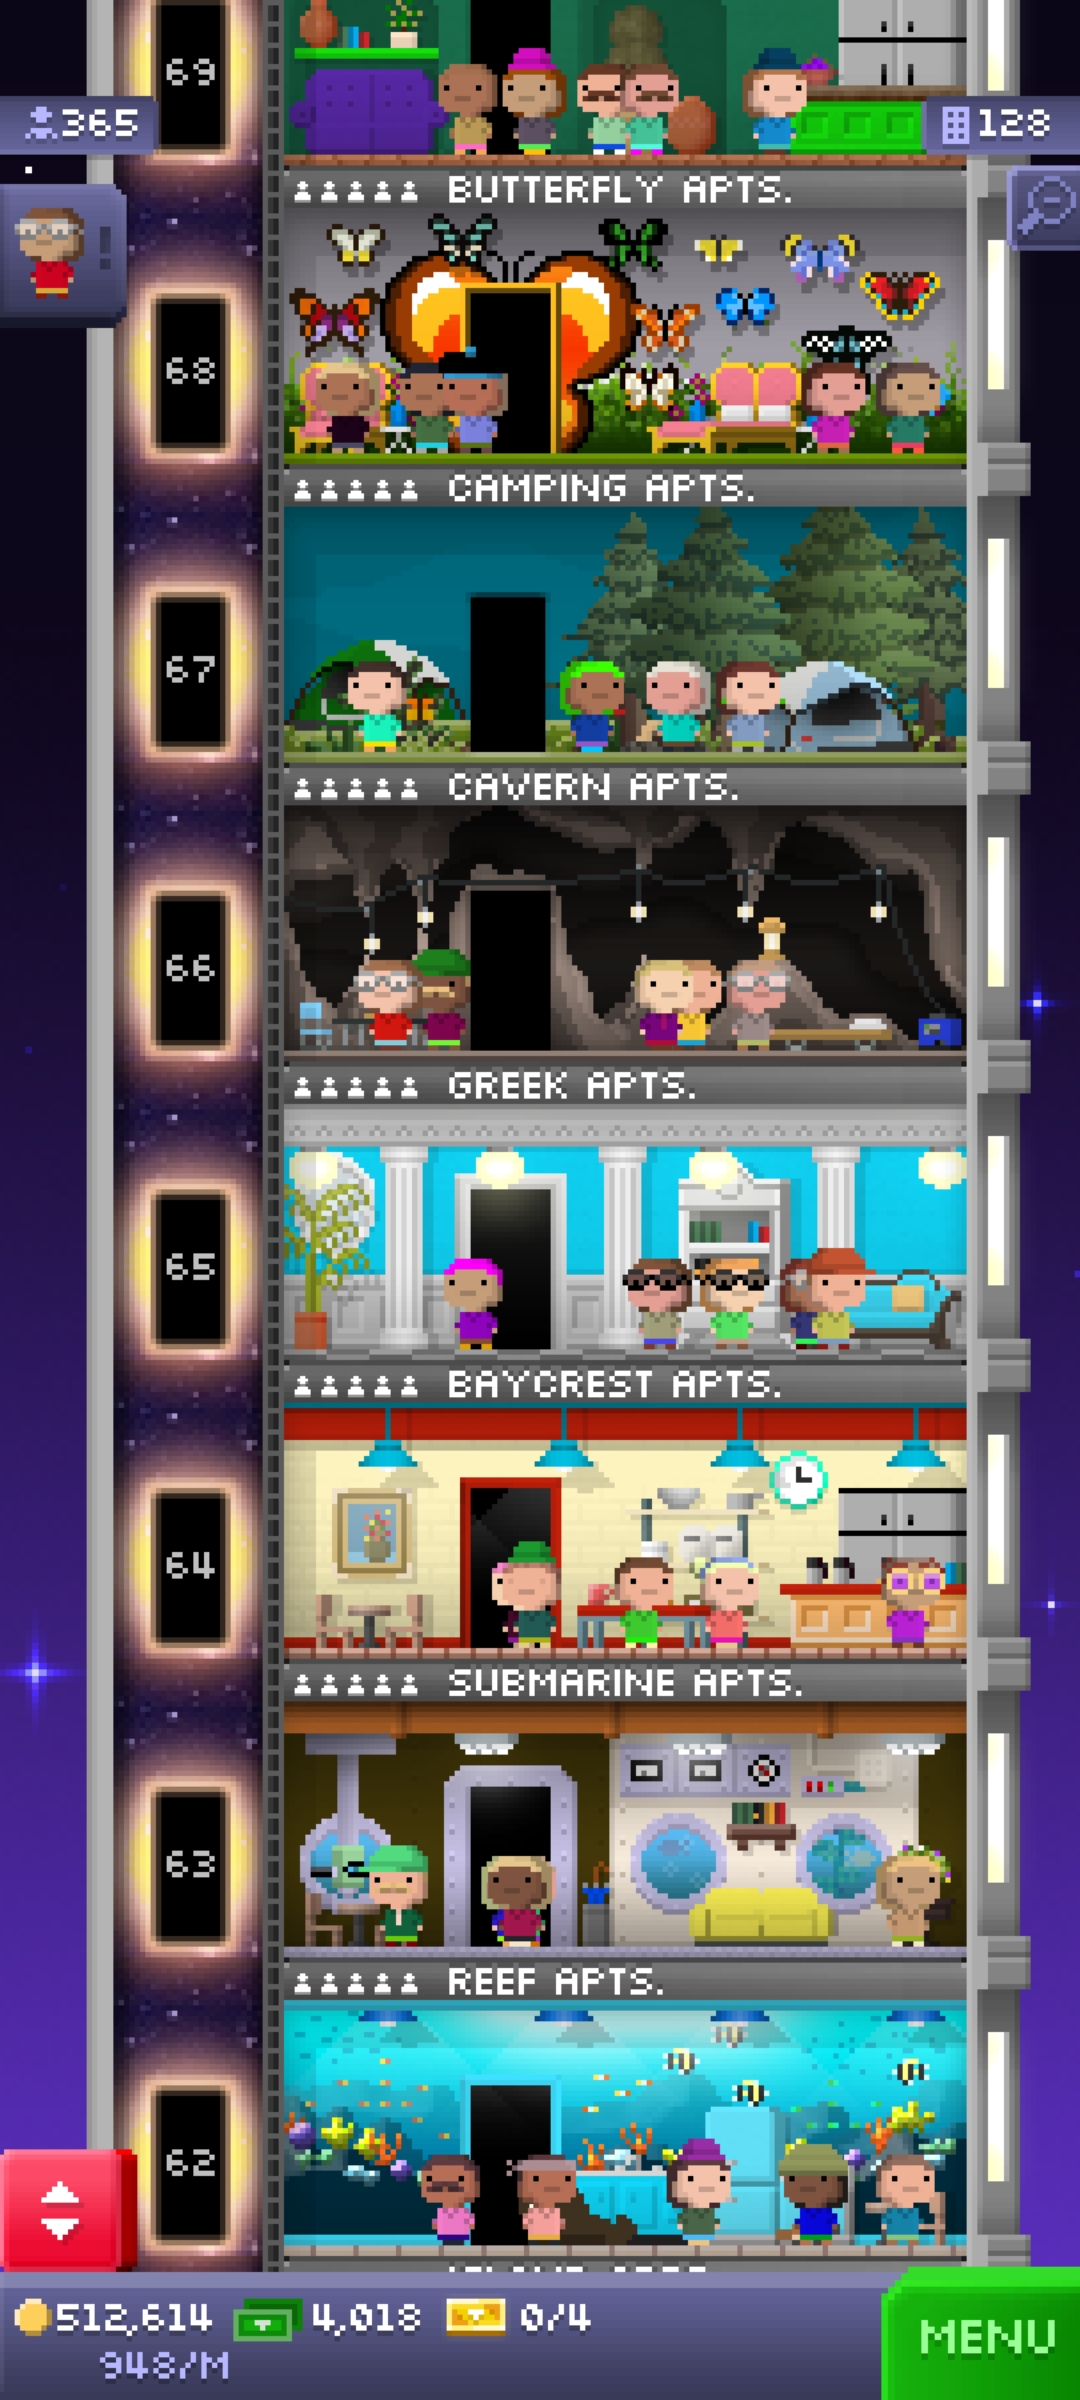 69
365
128
BUTTERFLY APTS.
68
CAMPING APTS.
67
CAVERN APTS.
66
GREEK APTS.
65
BAYCREST APTS.
64
SUBMARINE APTS.
63
REEF APTS.
62
512,614 4,018 0/4
948/M
MENU